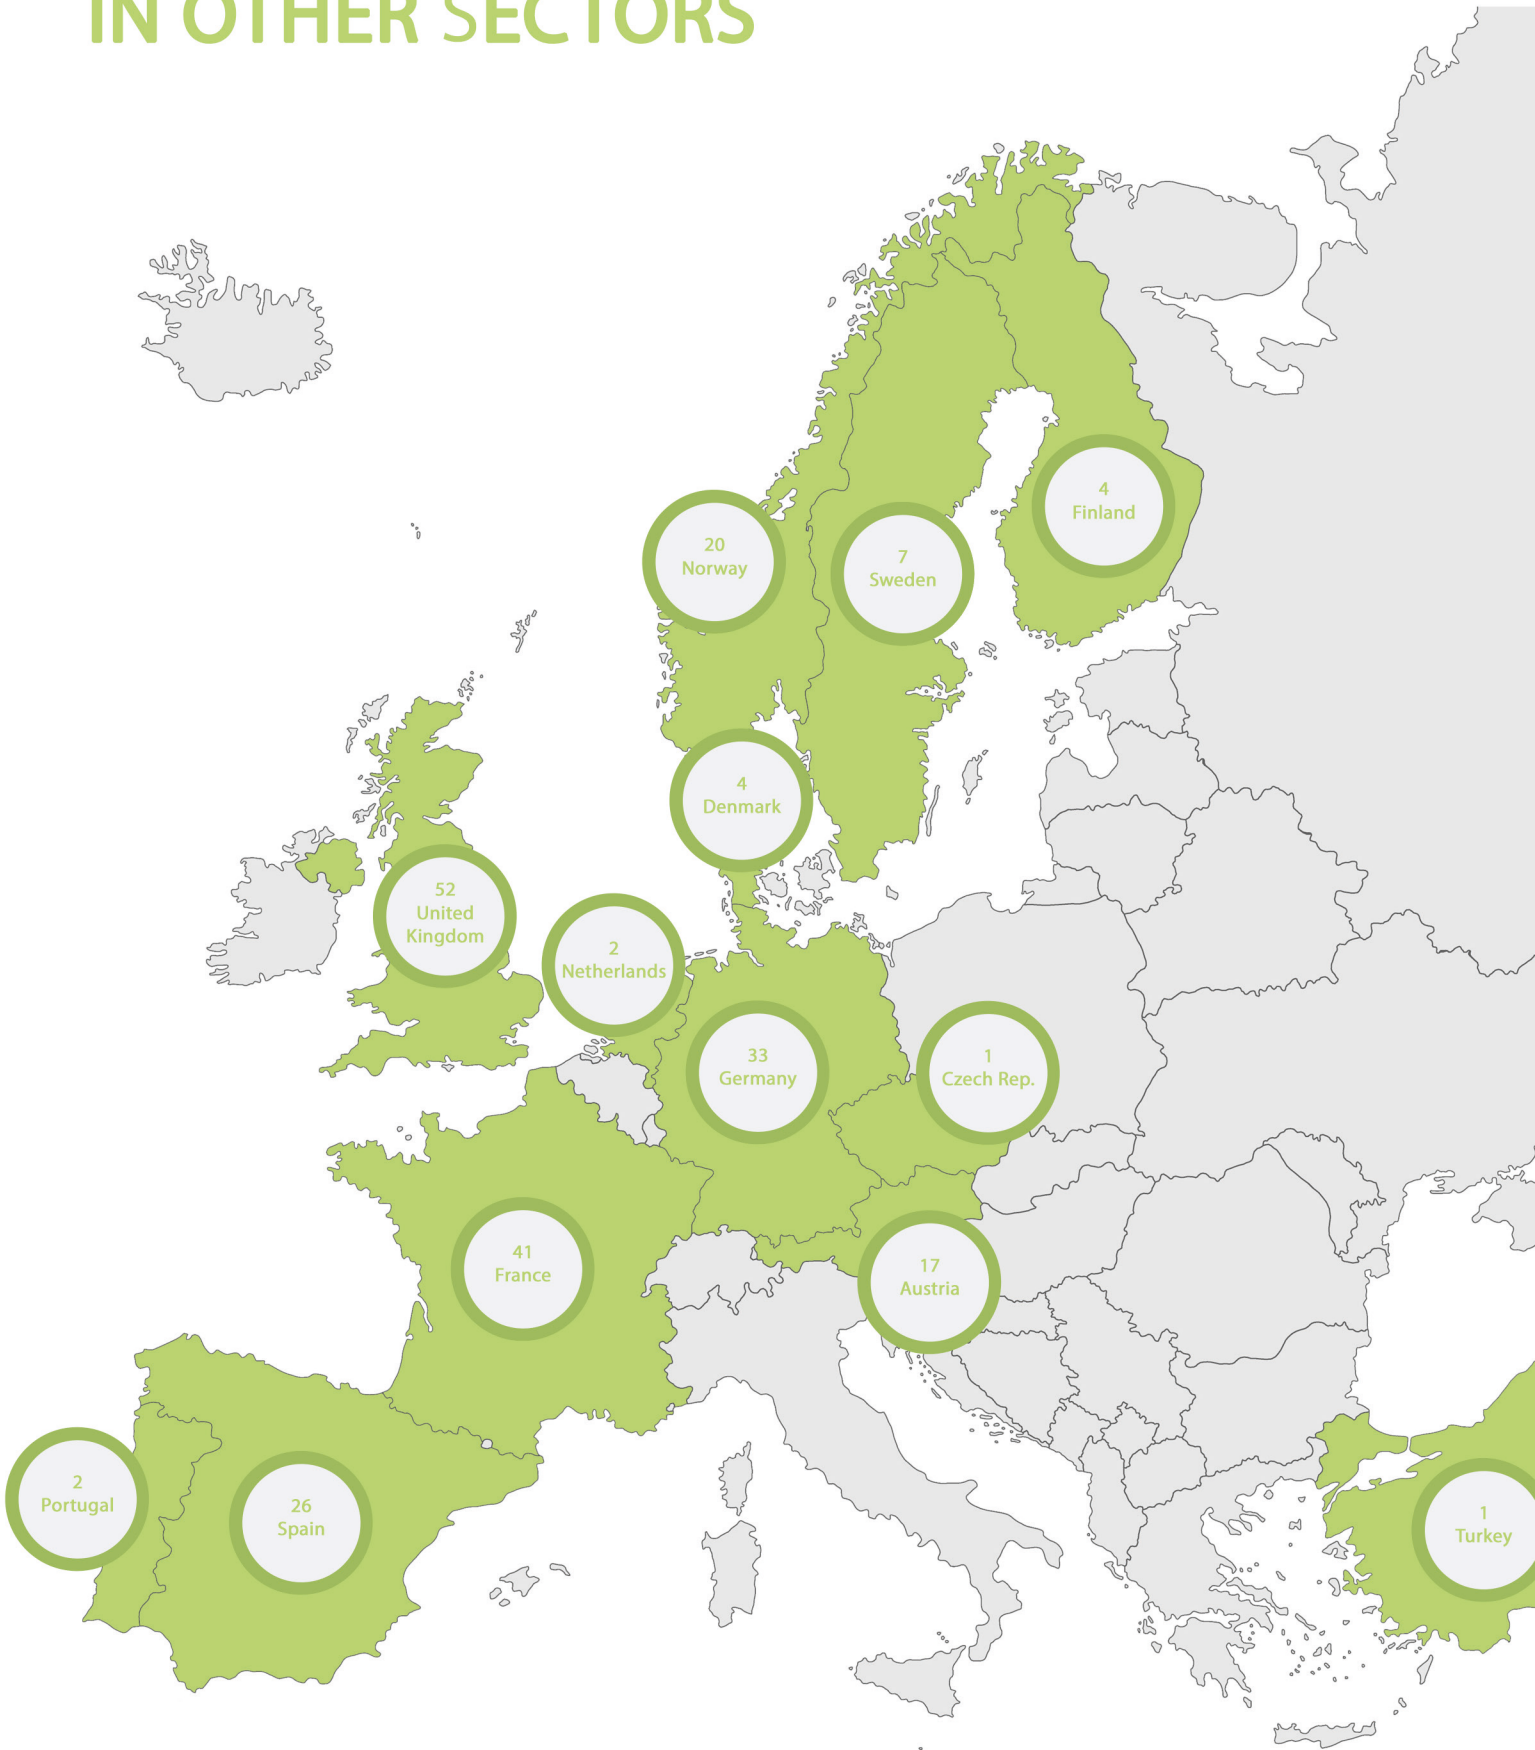 IN OTHER SECTORS
4
Finland
20
Norway
7
Sweden
4
Denmark
52
United
Kingdom
2
Netherlands
33
Germany
1
Czech Rep.
41
France
17
Austria
2
Portugal
26
Spain
1
Turkey